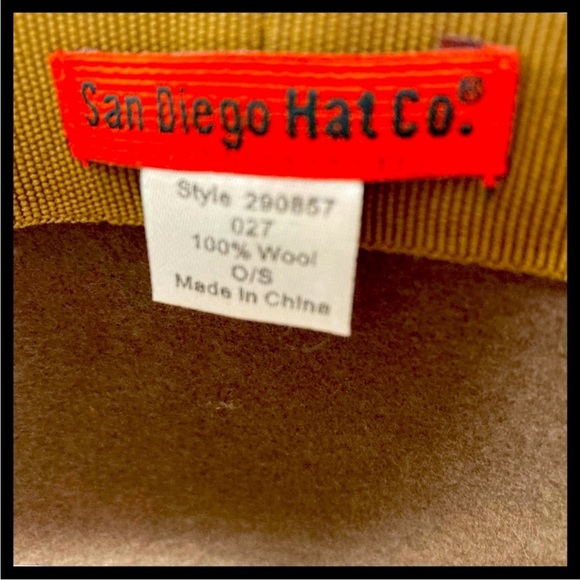 San Diego Hat Co.®
Style 290857
027
100% Wool
O/S
Made In China